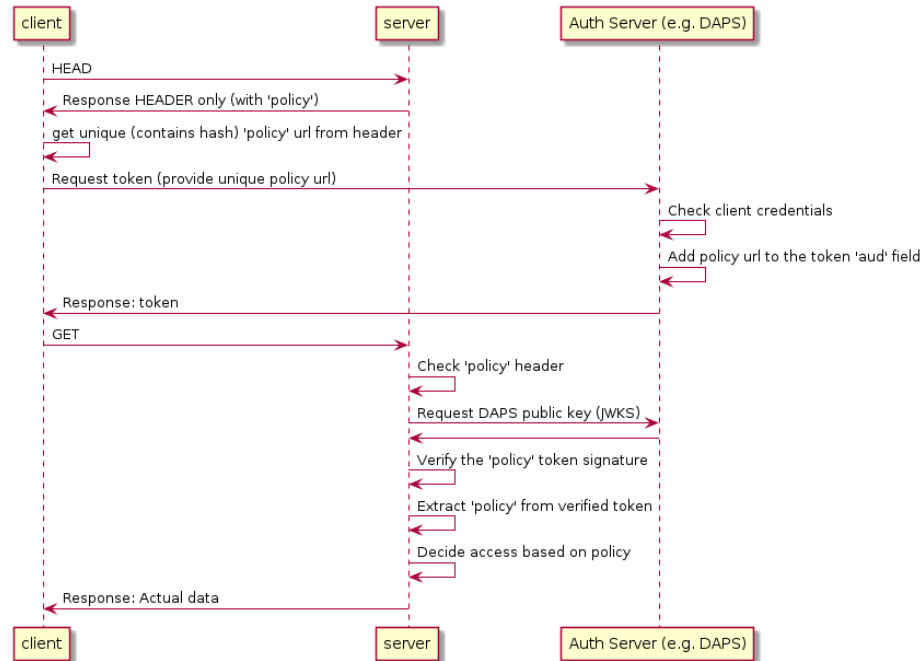 client
server
Auth Server (e.g. DAPS)
HEAD
Response HEADER only (with 'policy')
get unique (contains hash) 'policy' url from header
Request token (provide unique policy url)
Check client credentials
Add policy url to the token 'aud' field
Response: token
GET
Check 'policy' header
Request DAPS public key (JWKS)
Verify the 'policy' token signature
Extract 'policy' from verified token
Decide access based on policy
Response: Actual data
client
server
Auth Server (e.g. DAPS)